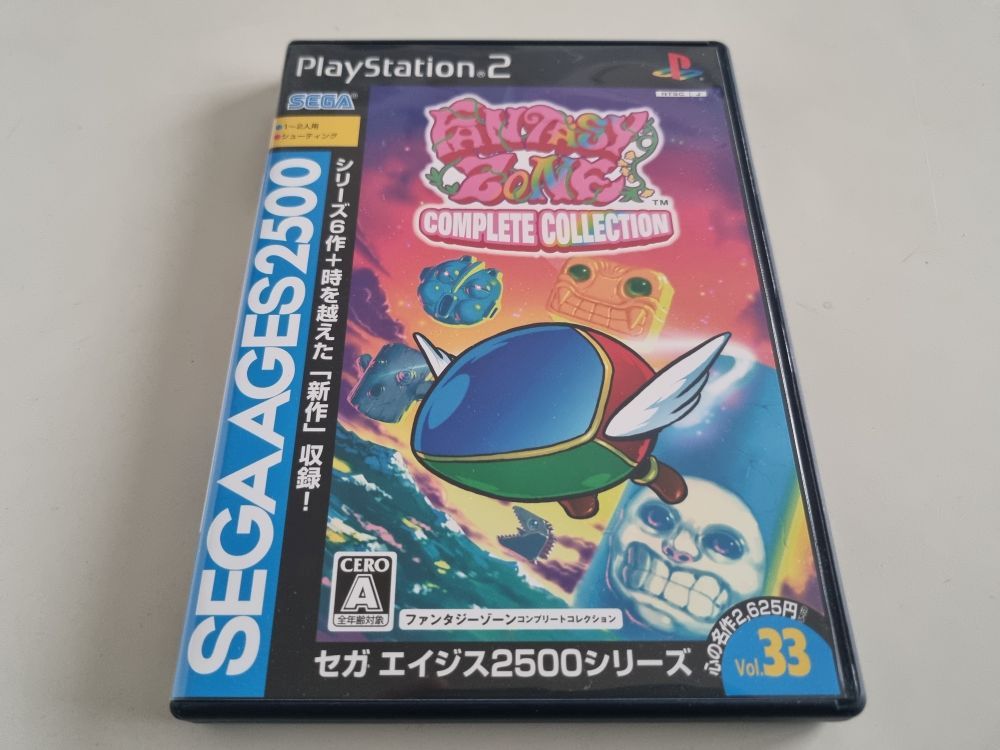 PlayStation®2
SEGA®
NTSC J
●1〜2人用
●シューティング
FANTASY
ZONE
™
COMPLETE COLLECTION
SEGA AGES 2500
シリーズ6作+時を越えた「新作」収録!
CERO
A
全年齢対象
ファンタジーゾーン コンプリートコレクション
セガ エイジス2500シリーズ
心の名作2,625円
Vol.33